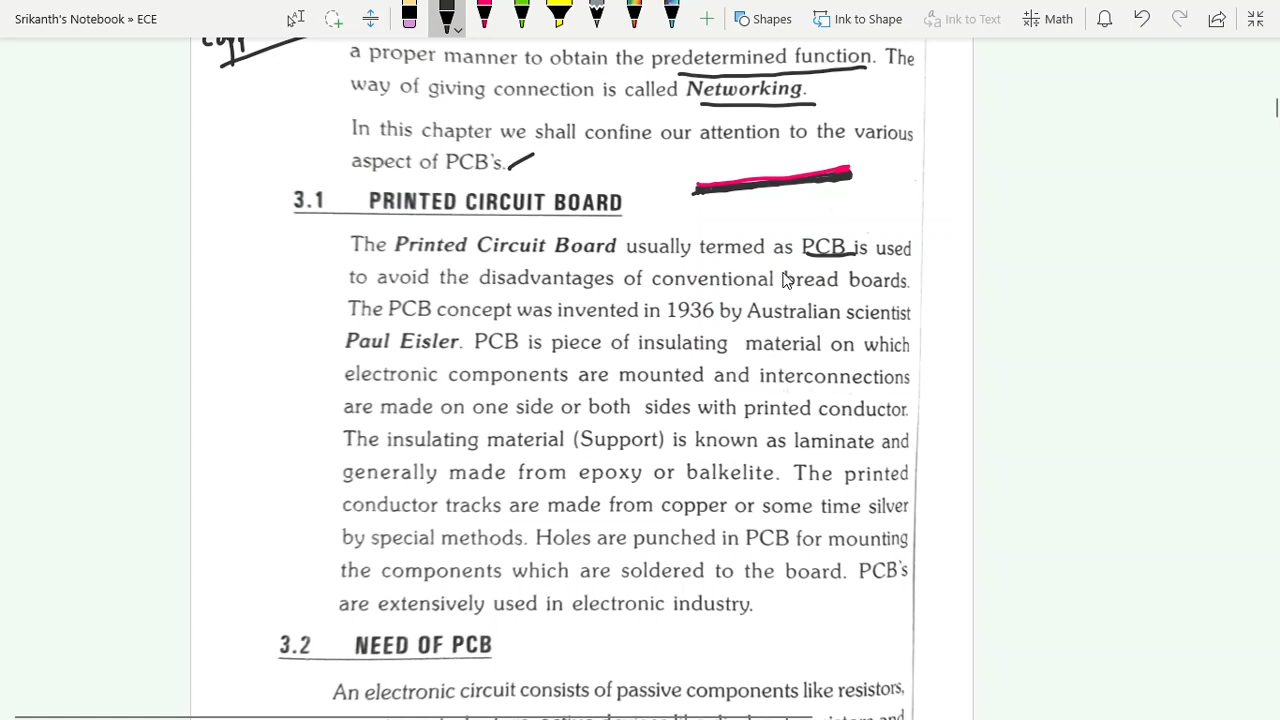 Srikanth's Notebook » ECE
Shapes
Ink to Shape
Ink to Text
Math
a proper manner to obtain the predetermined function. The
way of giving connection is called Networking.
In this chapter we shall confine our attention to the various
aspect of PCB's.
3.1 PRINTED CIRCUIT BOARD
The Printed Circuit Board usually termed as PCB is used
to avoid the disadvantages of conventional bread boards.
The PCB concept was invented in 1936 by Australian scientist
Paul Eisler. PCB is piece of insulating material on which
electronic components are mounted and interconnections
are made on one side or both sides with printed conductor.
The insulating material (Support) is known as laminate and
generally made from epoxy or balkelite. The printed
conductor tracks are made from copper or some time silver
by special methods. Holes are punched in PCB for mounting
the components which are soldered to the board. PCB's
are extensively used in electronic industry.
3.2 NEED OF PCB
An electronic circuit consists of passive components like resistors,